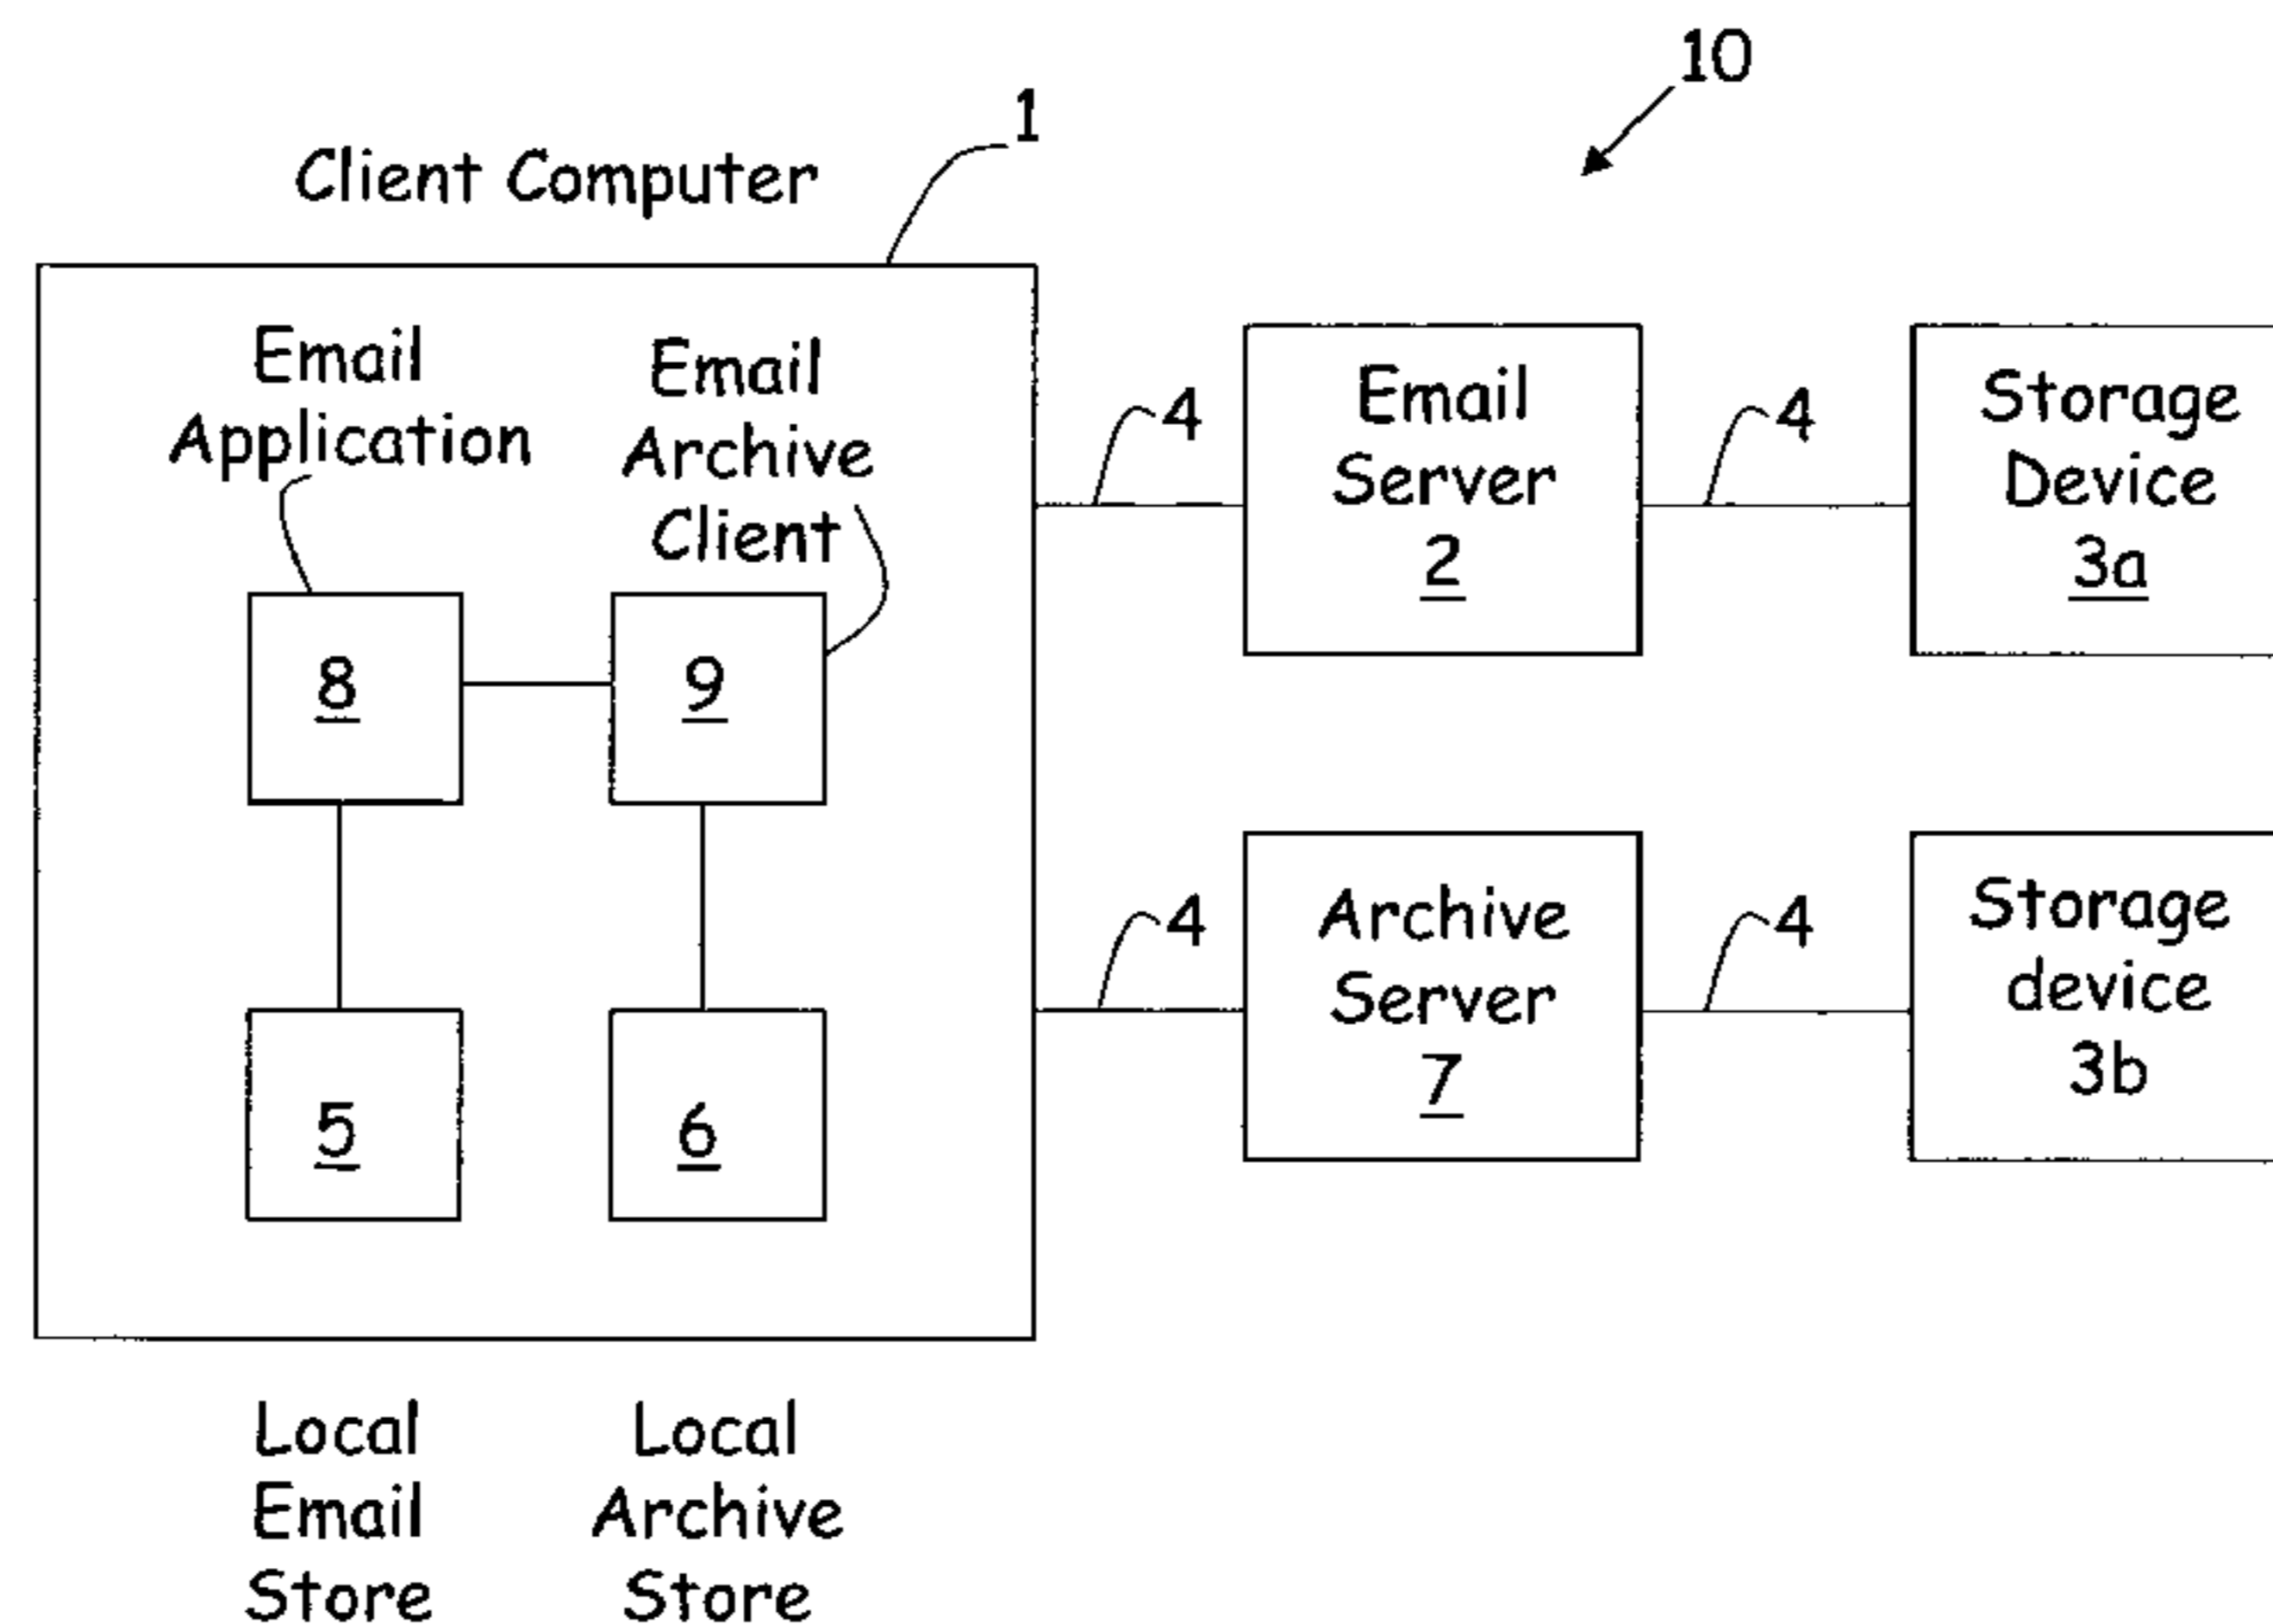 10
1
Client Computer
Email
Application
Email
Archive
Client
8
9
5
6
4
Email
Server
2
4
Storage
Device
3a
4
Archive
Server
7
4
Storage
device
3b
Local
Email
Store
Local
Archive
Store